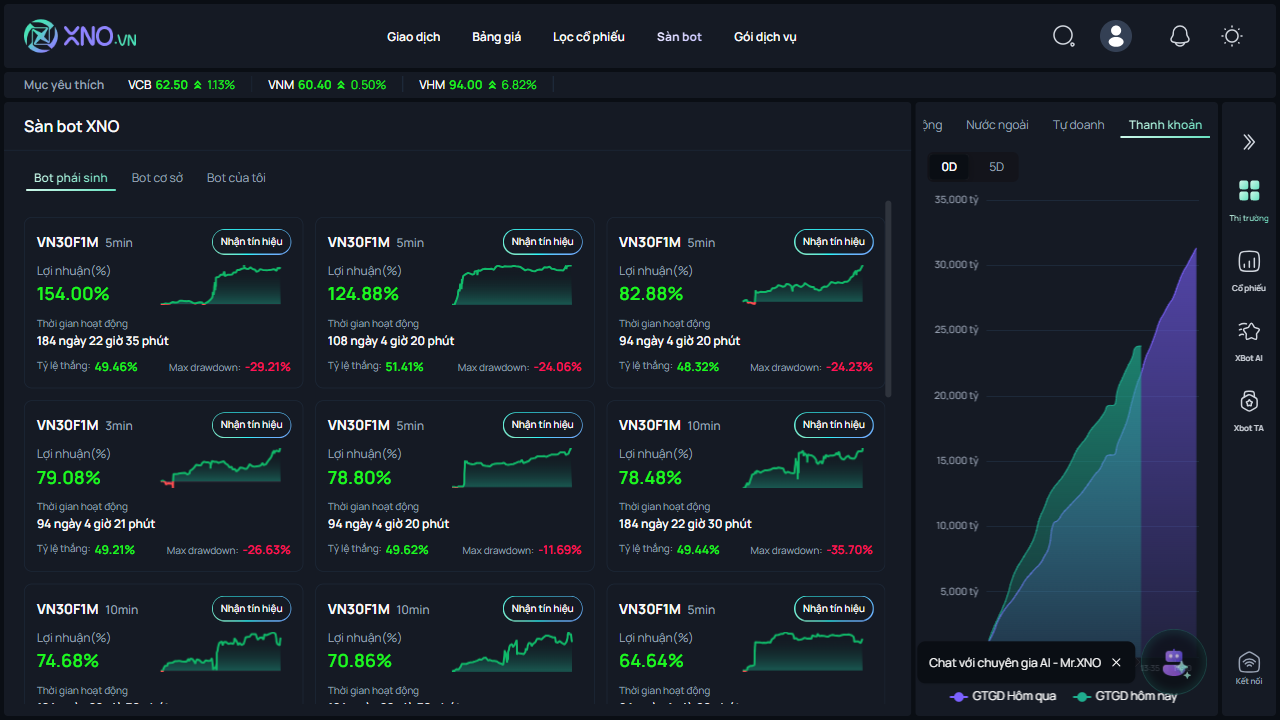 XNO.VN
Giao dịch Bảng giá Lọc cổ phiếu Sàn bot Gói dịch vụ
Mục yêu thích VCB 62.50 1.13% VNM 60.40 0.50% VHM 94.00 6.82%
Sàn bot XNO
Bot phái sinh Bot cơ sở Bot của tôi
VN30F1M 5min Nhận tín hiệu
Lợi nhuận(%)
154.00%
Thời gian hoạt động
184 ngày 22 giờ 35 phút
Tỷ lệ thắng: 49.46% Max drawdown: -29.21%
VN30F1M 5min Nhận tín hiệu
Lợi nhuận(%)
124.88%
Thời gian hoạt động
108 ngày 4 giờ 20 phút
Tỷ lệ thắng: 51.41% Max drawdown: -24.06%
VN30F1M 5min Nhận tín hiệu
Lợi nhuận(%)
82.88%
Thời gian hoạt động
94 ngày 4 giờ 20 phút
Tỷ lệ thắng: 48.32% Max drawdown: -24.23%
VN30F1M 3min Nhận tín hiệu
Lợi nhuận(%)
79.08%
Thời gian hoạt động
94 ngày 4 giờ 21 phút
Tỷ lệ thắng: 49.21% Max drawdown: -26.63%
VN30F1M 5min Nhận tín hiệu
Lợi nhuận(%)
78.80%
Thời gian hoạt động
94 ngày 4 giờ 20 phút
Tỷ lệ thắng: 49.62% Max drawdown: -11.69%
VN30F1M 10min Nhận tín hiệu
Lợi nhuận(%)
78.48%
Thời gian hoạt động
184 ngày 22 giờ 30 phút
Tỷ lệ thắng: 49.44% Max drawdown: -35.70%
VN30F1M 10min Nhận tín hiệu
Lợi nhuận(%)
74.68%
Thời gian hoạt động
VN30F1M 10min Nhận tín hiệu
Lợi nhuận(%)
70.86%
Thời gian hoạt động
VN30F1M 5min Nhận tín hiệu
Lợi nhuận(%)
64.64%
Thời gian hoạt động
Nước ngoài Tự doanh Thanh khoản
0D 5D
35,000 tỷ
30,000 tỷ
25,000 tỷ
20,000 tỷ
15,000 tỷ
10,000 tỷ
5,000 tỷ
Chat với chuyên gia AI - Mr.XNO
GTGD Hôm qua GTGD hôm nay
Thị trường
Cổ phiếu
XBot AI
Xbot TA
Kết nối